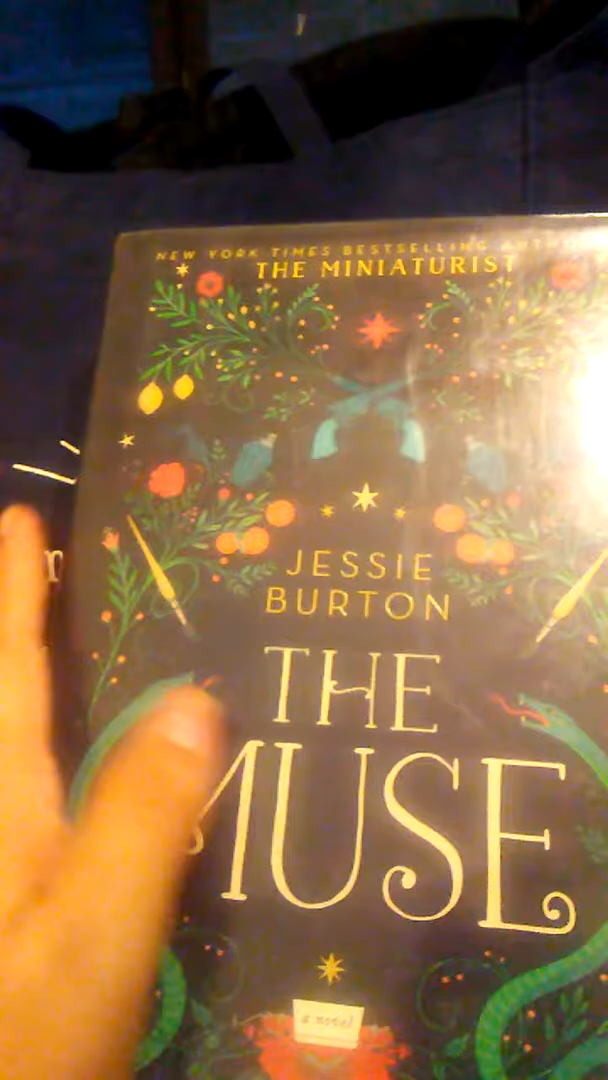 NEW YORK TIMES BESTSELLING AUTHOR
THE MINIATURIST
JESSIE
BURTON
THE
MUSE
a novel